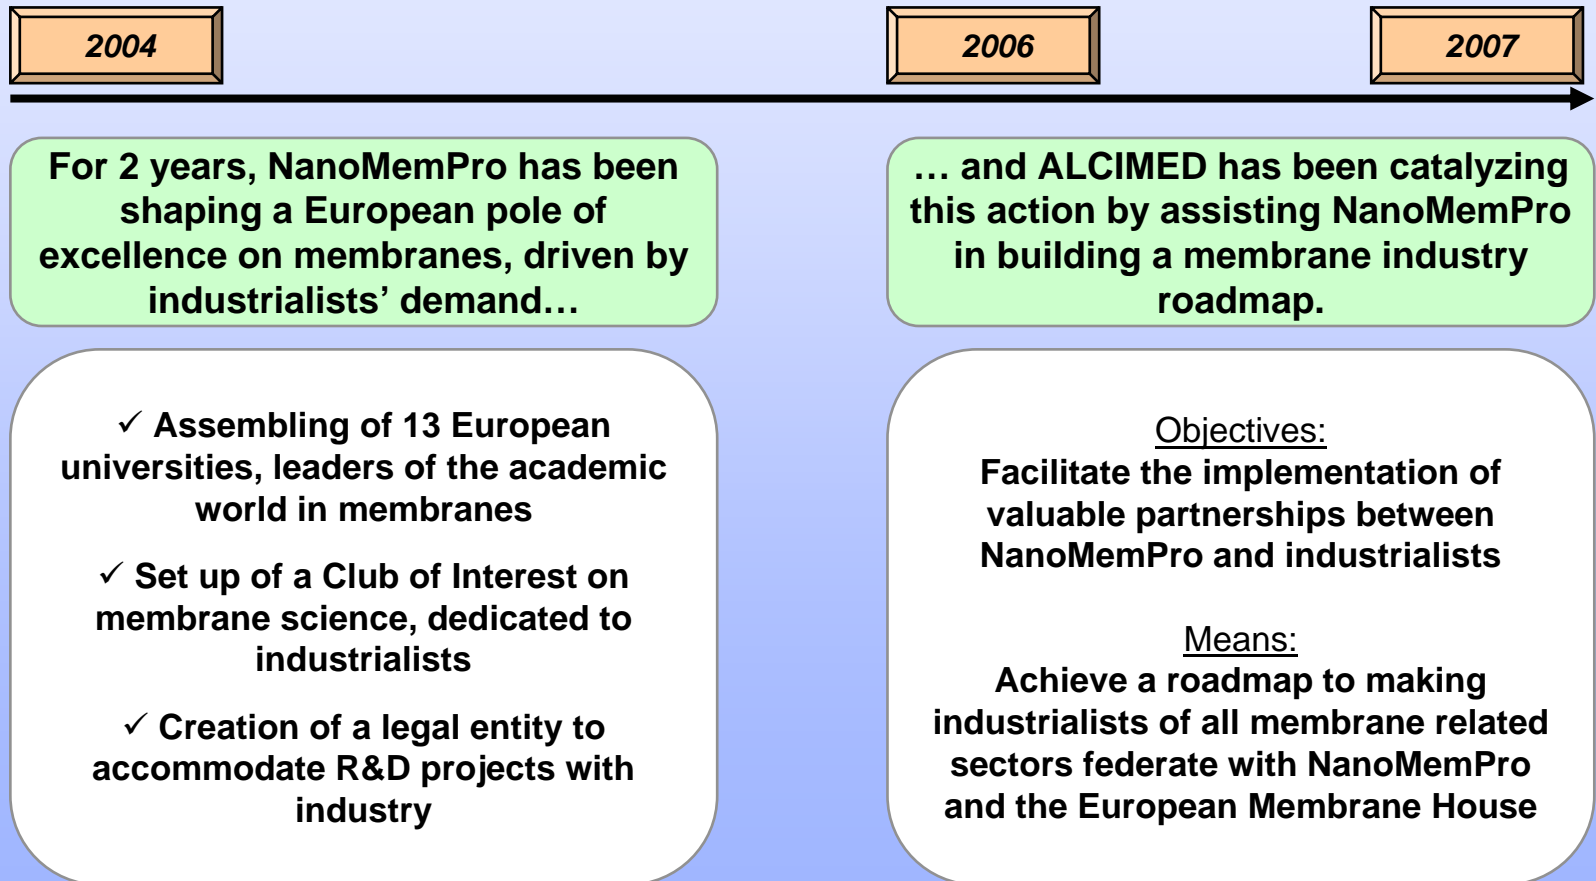 2004
2006
2007
For 2 years, NanoMemPro has been
shaping a European pole of
excellence on membranes, driven by
industrialists’ demand…
… and ALCIMED has been catalyzing
this action by assisting NanoMemPro
in building a membrane industry
roadmap.
✓ Assembling of 13 European
universities, leaders of the academic
world in membranes
✓ Set up of a Club of Interest on
membrane science, dedicated to
industrialists
✓ Creation of a legal entity to
accommodate R&D projects with
industry
Objectives:
Facilitate the implementation of
valuable partnerships between
NanoMemPro and industrialists
Means:
Achieve a roadmap to making
industrialists of all membrane related
sectors federate with NanoMemPro
and the European Membrane House